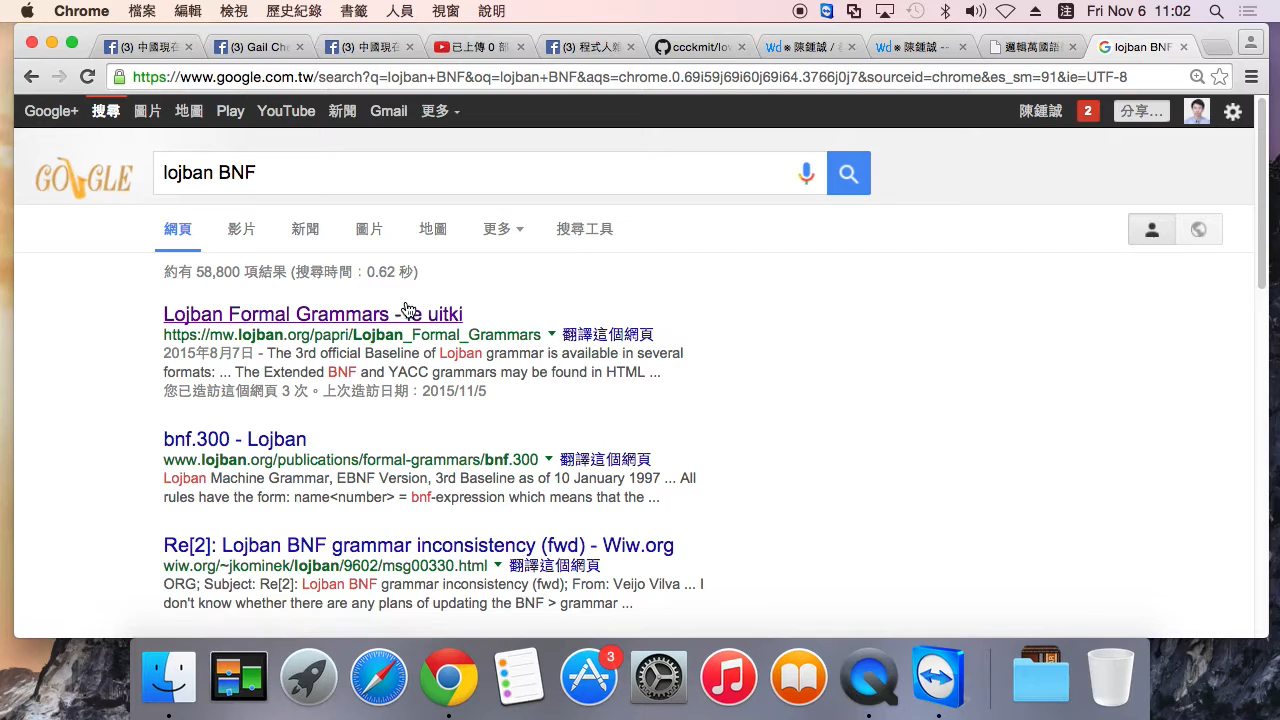 Chrome 檔案 編輯 檢視 歷史紀錄 書籤 人員 視窗 說明 注 Fri Nov 6 11:02
(3) 中國現在 (3) Gail Che (3) 中國現在 已上傳 0 部 (3) 程式人雜 ccckmit/lov Wd ※ 陳鍾誠 / Wd ※ 陳鍾誠 -- 邏輯萬國語 lojban BNF
https://www.google.com.tw/search?q=lojban+BNF&oq=lojban+BNF&aqs=chrome.0.69i59j69i60j69i64.3766j0j7&sourceid=chrome&es_sm=91&ie=UTF-8
Google+ 搜尋 圖片 地圖 Play YouTube 新聞 Gmail 更多 陳鍾誠 2 分享...
GOOGLE lojban BNF
網頁 影片 新聞 圖片 地圖 更多 搜尋工具
約有 58,800 項結果 (搜尋時間：0.62 秒)
Lojban Formal Grammars - uitki
https://mw.lojban.org/papri/Lojban_Formal_Grammars 翻譯這個網頁
2015年8月7日 - The 3rd official Baseline of Lojban grammar is available in several
formats: ... The Extended BNF and YACC grammars may be found in HTML ...
您已造訪這個網頁 3 次。上次造訪日期：2015/11/5
bnf.300 - Lojban
www.lojban.org/publications/formal-grammars/bnf.300 翻譯這個網頁
Lojban Machine Grammar, EBNF Version, 3rd Baseline as of 10 January 1997 ... All
rules have the form: name<number> = bnf-expression which means that the ...
Re[2]: Lojban BNF grammar inconsistency (fwd) - Wiw.org
wiw.org/~jkominek/lojban/9602/msg00330.html 翻譯這個網頁
ORG; Subject: Re[2]: Lojban BNF grammar inconsistency (fwd); From: Veijo Vilva ... I
don't know whether there are any plans of updating the BNF > grammar ...
3